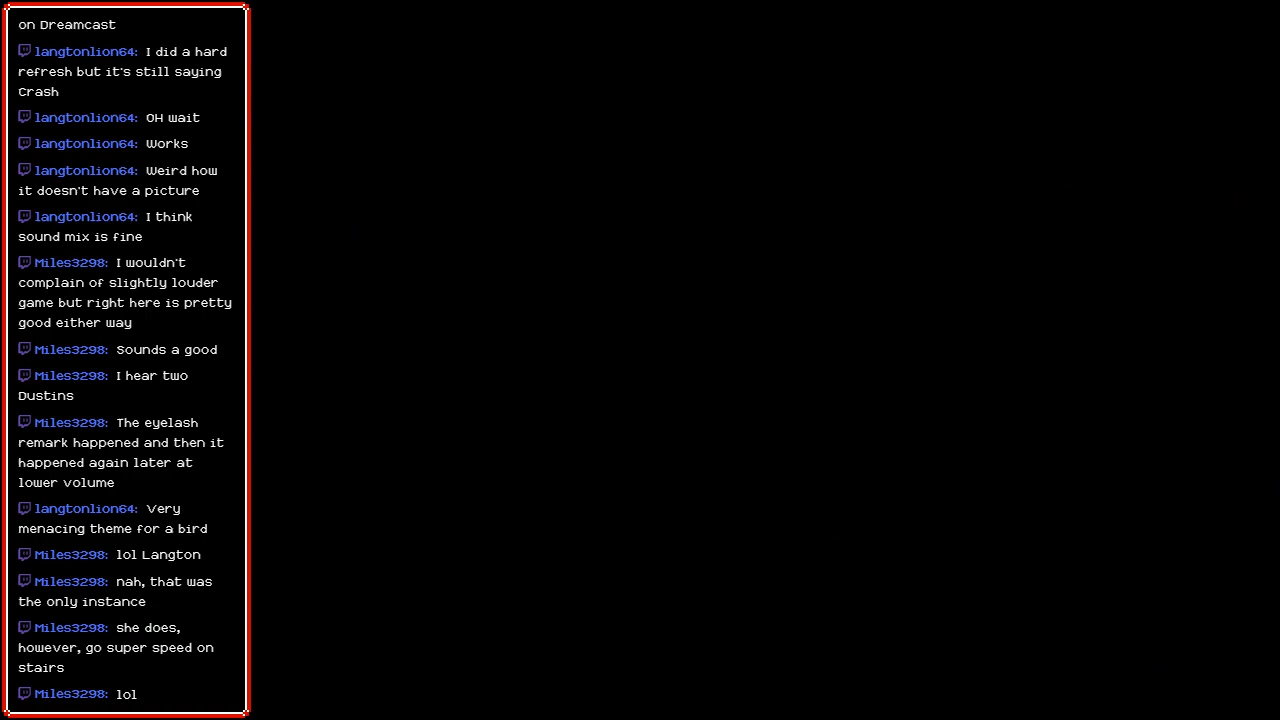 on Dreamcast
langtonlion64: I did a hard
refresh but it's still saying
Crash
langtonlion64: OH wait
langtonlion64: Works
langtonlion64: Weird how
it doesn't have a picture
langtonlion64: I think
sound mix is fine
Miles3298: I wouldn't
complain of slightly louder
game but right here is pretty
good either way
Miles3298: Sounds a good
Miles3298: I hear two
Dustins
Miles3298: The eyelash
remark happened and then it
happened again later at
lower volume
langtonlion64: Very
menacing theme for a bird
Miles3298: lol Langton
Miles3298: nah, that was
the only instance
Miles3298: she does,
however, go super speed on
stairs
Miles3298: lol